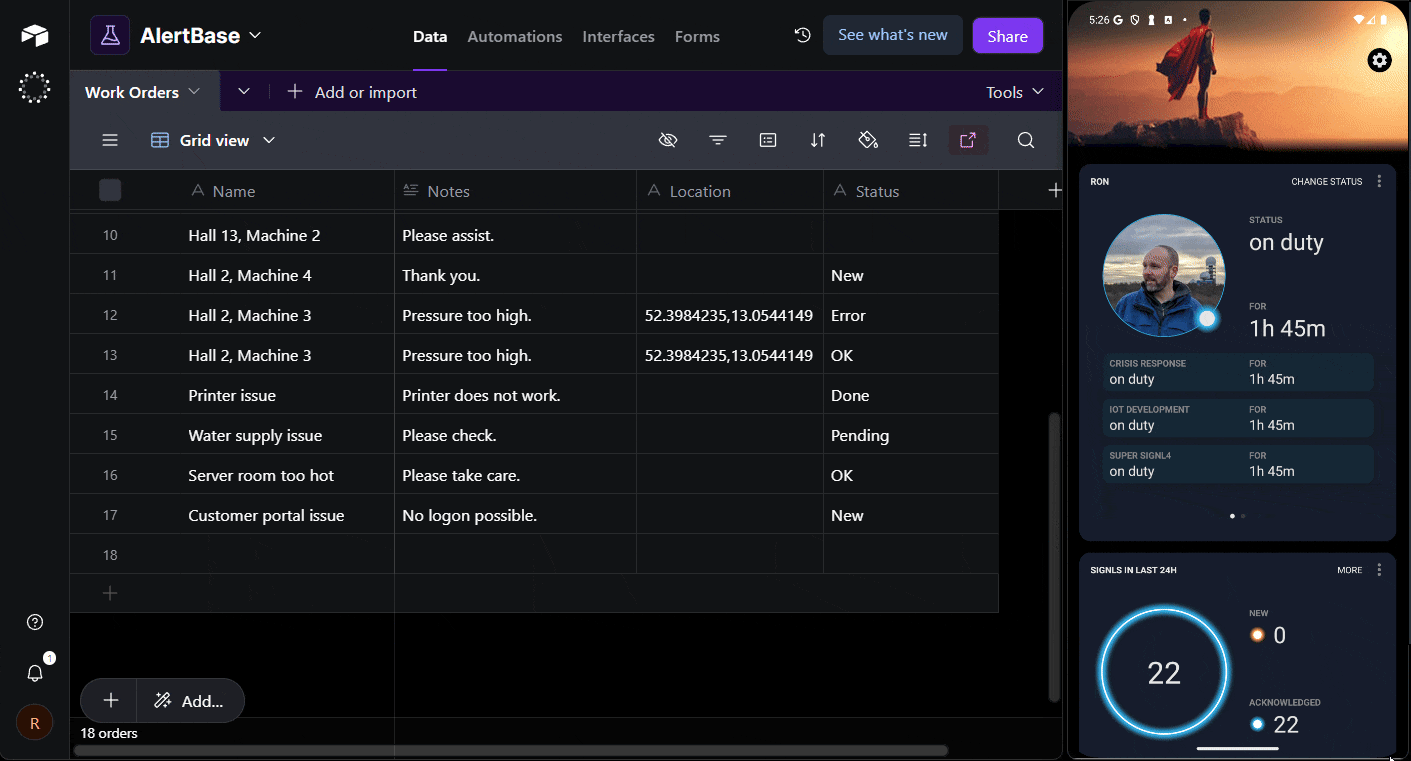 AlertBase
Data Automations Interfaces Forms
See what's new
Share
Work Orders
Add or import
Tools
Grid view
Name Notes Location Status
10 Hall 13, Machine 2 Please assist.
11 Hall 2, Machine 4 Thank you. New
12 Hall 2, Machine 3 Pressure too high. 52.3984235,13.0544149 Error
13 Hall 2, Machine 3 Pressure too high. 52.3984235,13.0544149 OK
14 Printer issue Printer does not work. Done
15 Water supply issue Please check. Pending
16 Server room too hot Please take care. OK
17 Customer portal issue No logon possible. New
18
1
R
Add...
18 orders
5:26
RON CHANGE STATUS
STATUS
on duty
FOR
1h 45m
CRISIS RESPONSE FOR
on duty 1h 45m
IOT DEVELOPMENT FOR
on duty 1h 45m
SUPER SIGNL4 FOR
on duty 1h 45m
SIGNLS IN LAST 24H MORE
22
NEW
0
ACKNOWLEDGED
22